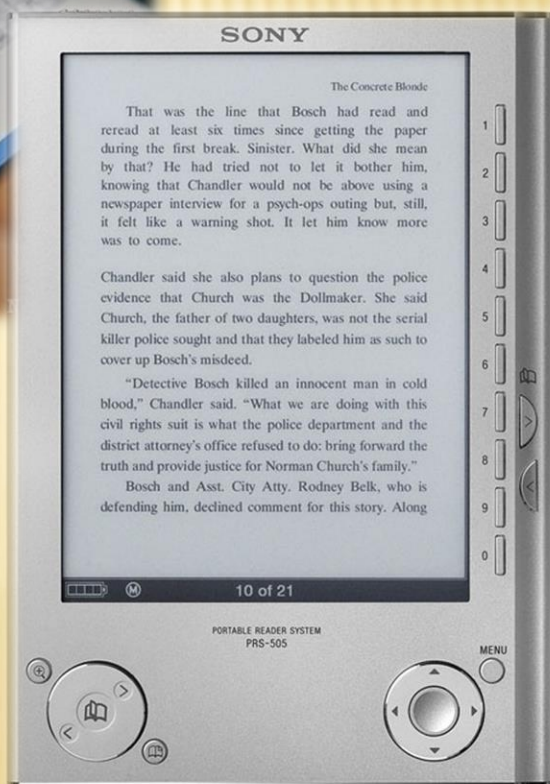 SONY
The Concrete Blonde
That was the line that Bosch had read and
reread at least six times since getting the paper
during the first break. Sinister. What did she mean
by that? He had tried not to let it bother him,
knowing that Chandler would not be above using a
newspaper interview for a psych-ops outing but, still,
it felt like a warning shot. It let him know more
was to come.
Chandler said she also plans to question the police
evidence that Church was the Dollmaker. She said
Church, the father of two daughters, was not the serial
killer police sought and that they labeled him as such to
cover up Bosch's misdeed.
“Detective Bosch killed an innocent man in cold
blood,” Chandler said. “What we are doing with this
civil rights suit is what the police department and the
district attorney's office refused to do: bring forward the
truth and provide justice for Norman Church's family.”
Bosch and Asst. City Atty. Rodney Belk, who is
defending him, declined comment for this story. Along
M
10 of 21
1
2
3
4
5
6
7
8
9
0
PORTABLE READER SYSTEM
PRS-505
MENU